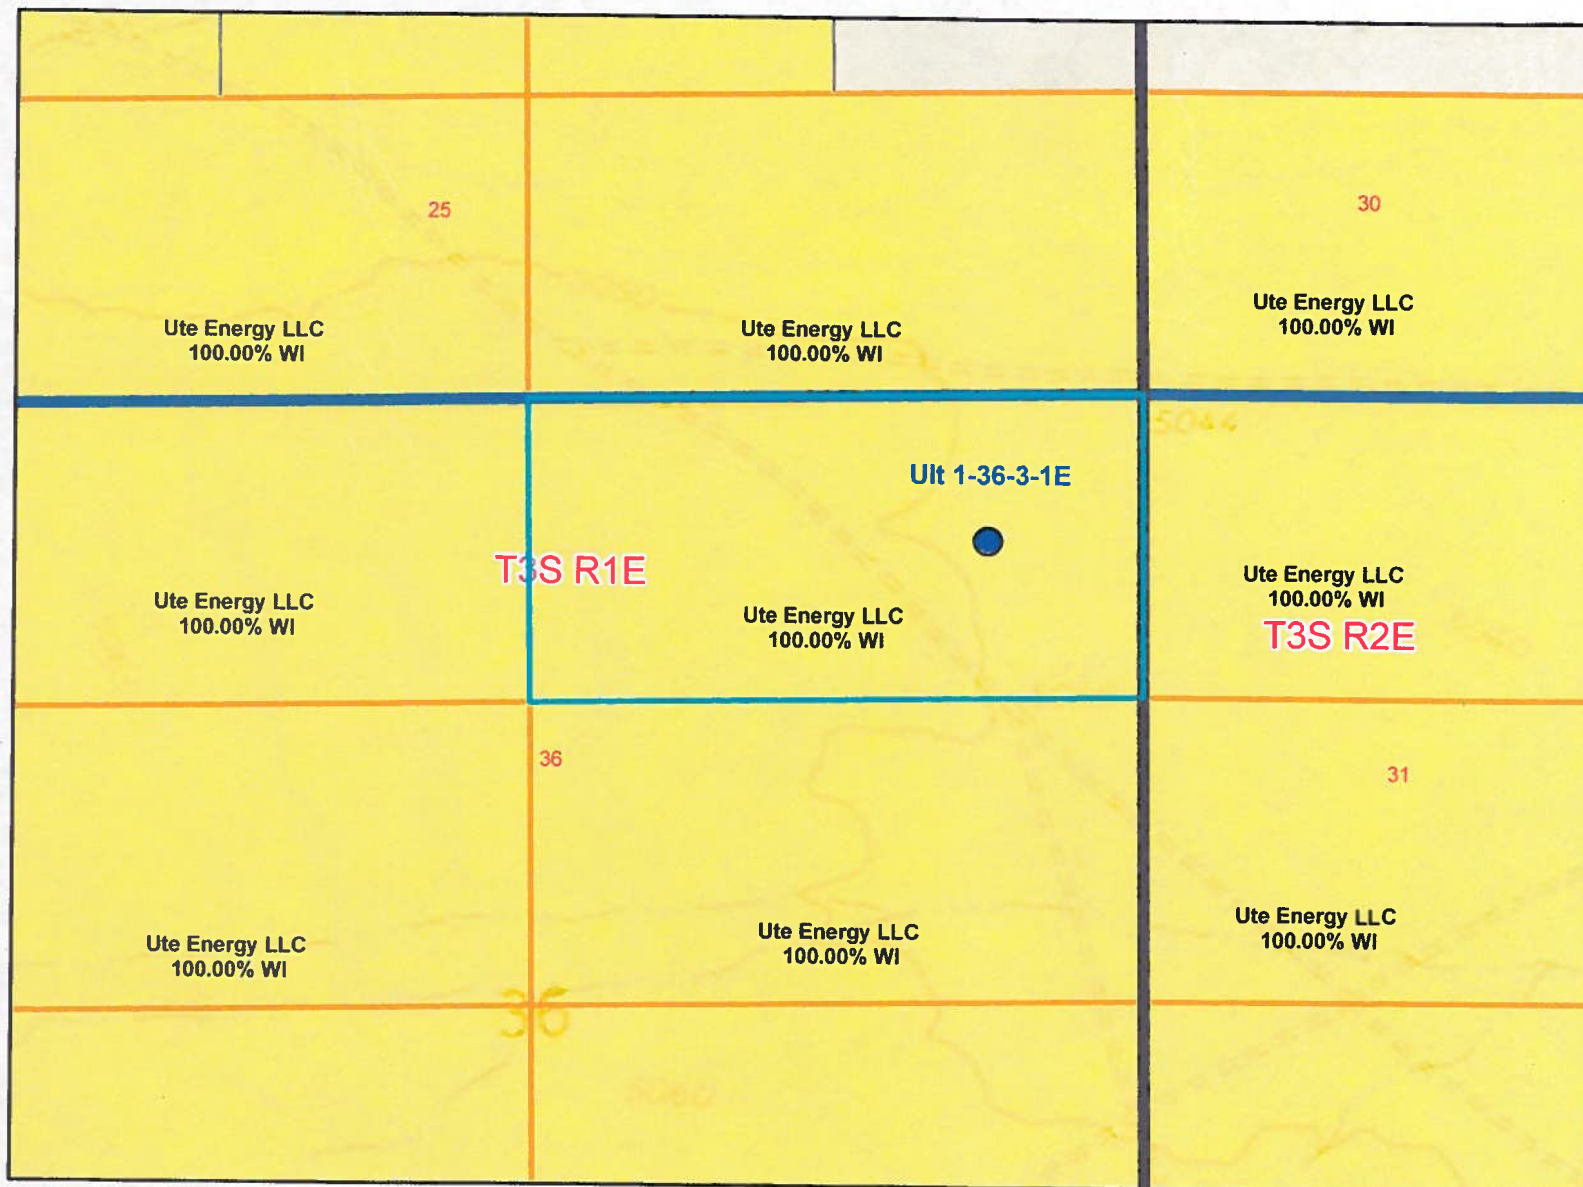 25
30
Ute Energy LLC
100.00% WI
Ute Energy LLC
100.00% WI
Ute Energy LLC
100.00% WI
5044
Ult 1-36-3-1E
T3S R1E
Ute Energy LLC
100.00% WI
Ute Energy LLC
100.00% WI
Ute Energy LLC
100.00% WI
T3S R2E
36
31
Ute Energy LLC
100.00% WI
Ute Energy LLC
100.00% WI
Ute Energy LLC
100.00% WI
36
5060